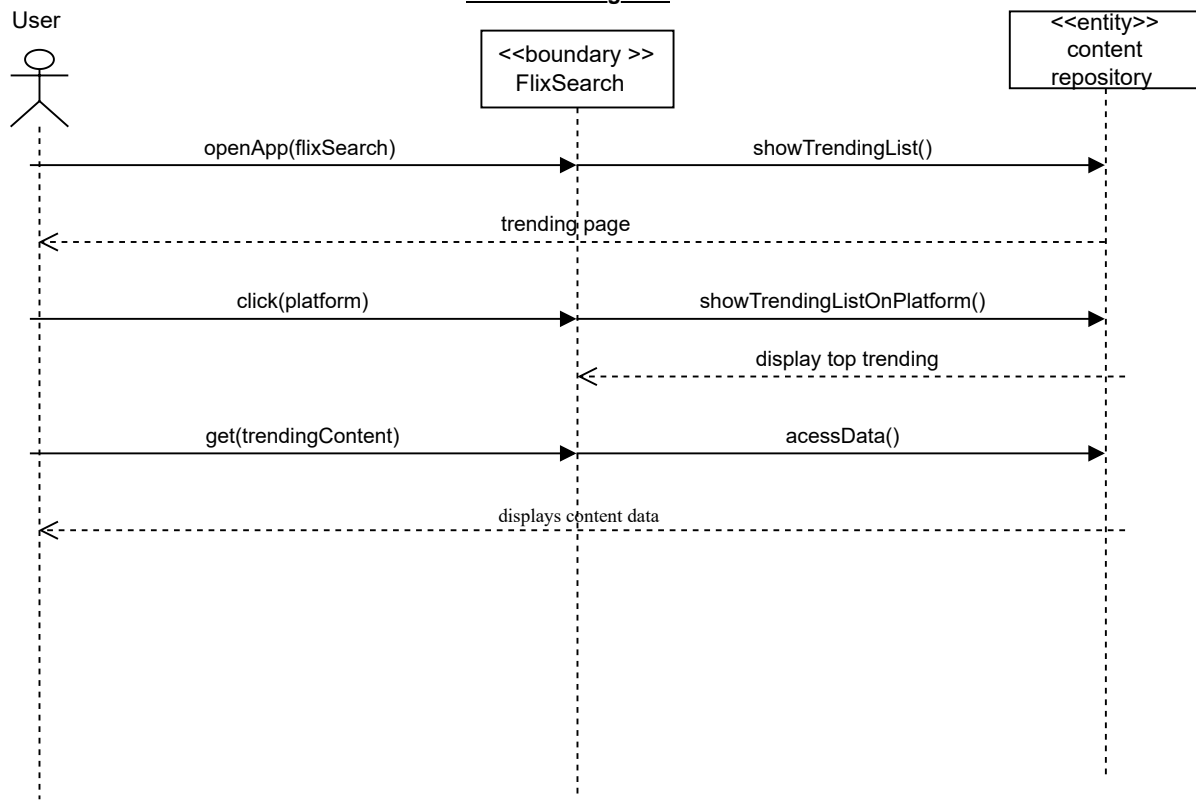 User
<<boundary >>
FlixSearch
<<entity>>
content
repository
openApp(flixSearch)
showTrendingList()
trending page
click(platform)
showTrendingListOnPlatform()
display top trending
get(trendingContent)
acessData()
displays content data